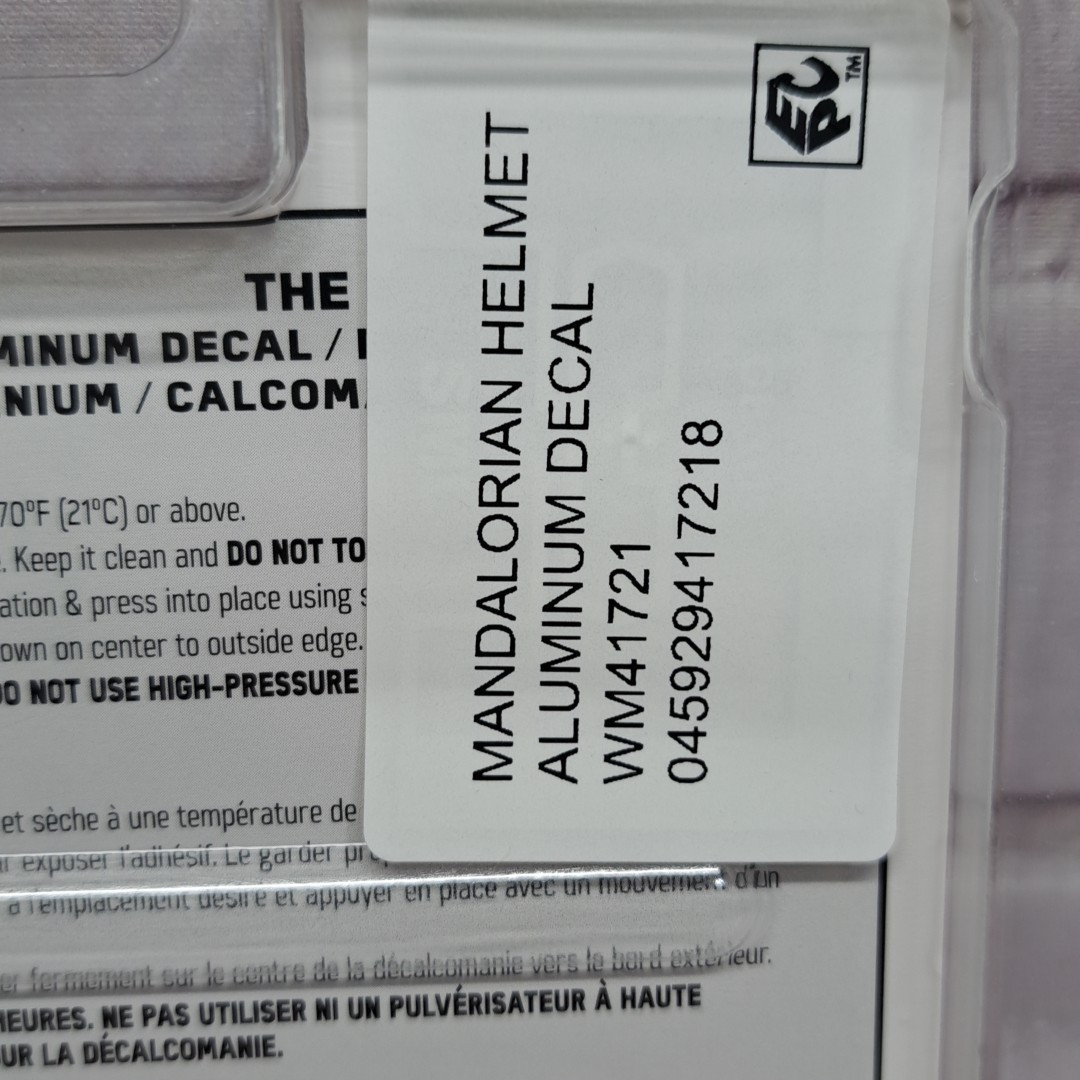 MANDALORIAN HELMET
ALUMINUM DECAL
WM41721
045929417218
EPC™
THE
MINUM DECAL / 
NIUM / CALCOM
70°F (21°C) or above.
. Keep it clean and DO NOT TO
ation & press into place using s
own on center to outside edge.
DO NOT USE HIGH-PRESSURE
et sèche à une température de
r exposer l'adhésif. Le garder pr
à l'emplacement désiré et appuyer en place avec un mouvement d'un
er fermement sur le centre de la décalcomanie vers le bord extérieur.
HEURES. NE PAS UTILISER NI UN PULVÉRISATEUR À HAUTE
UR LA DÉCALCOMANIE.